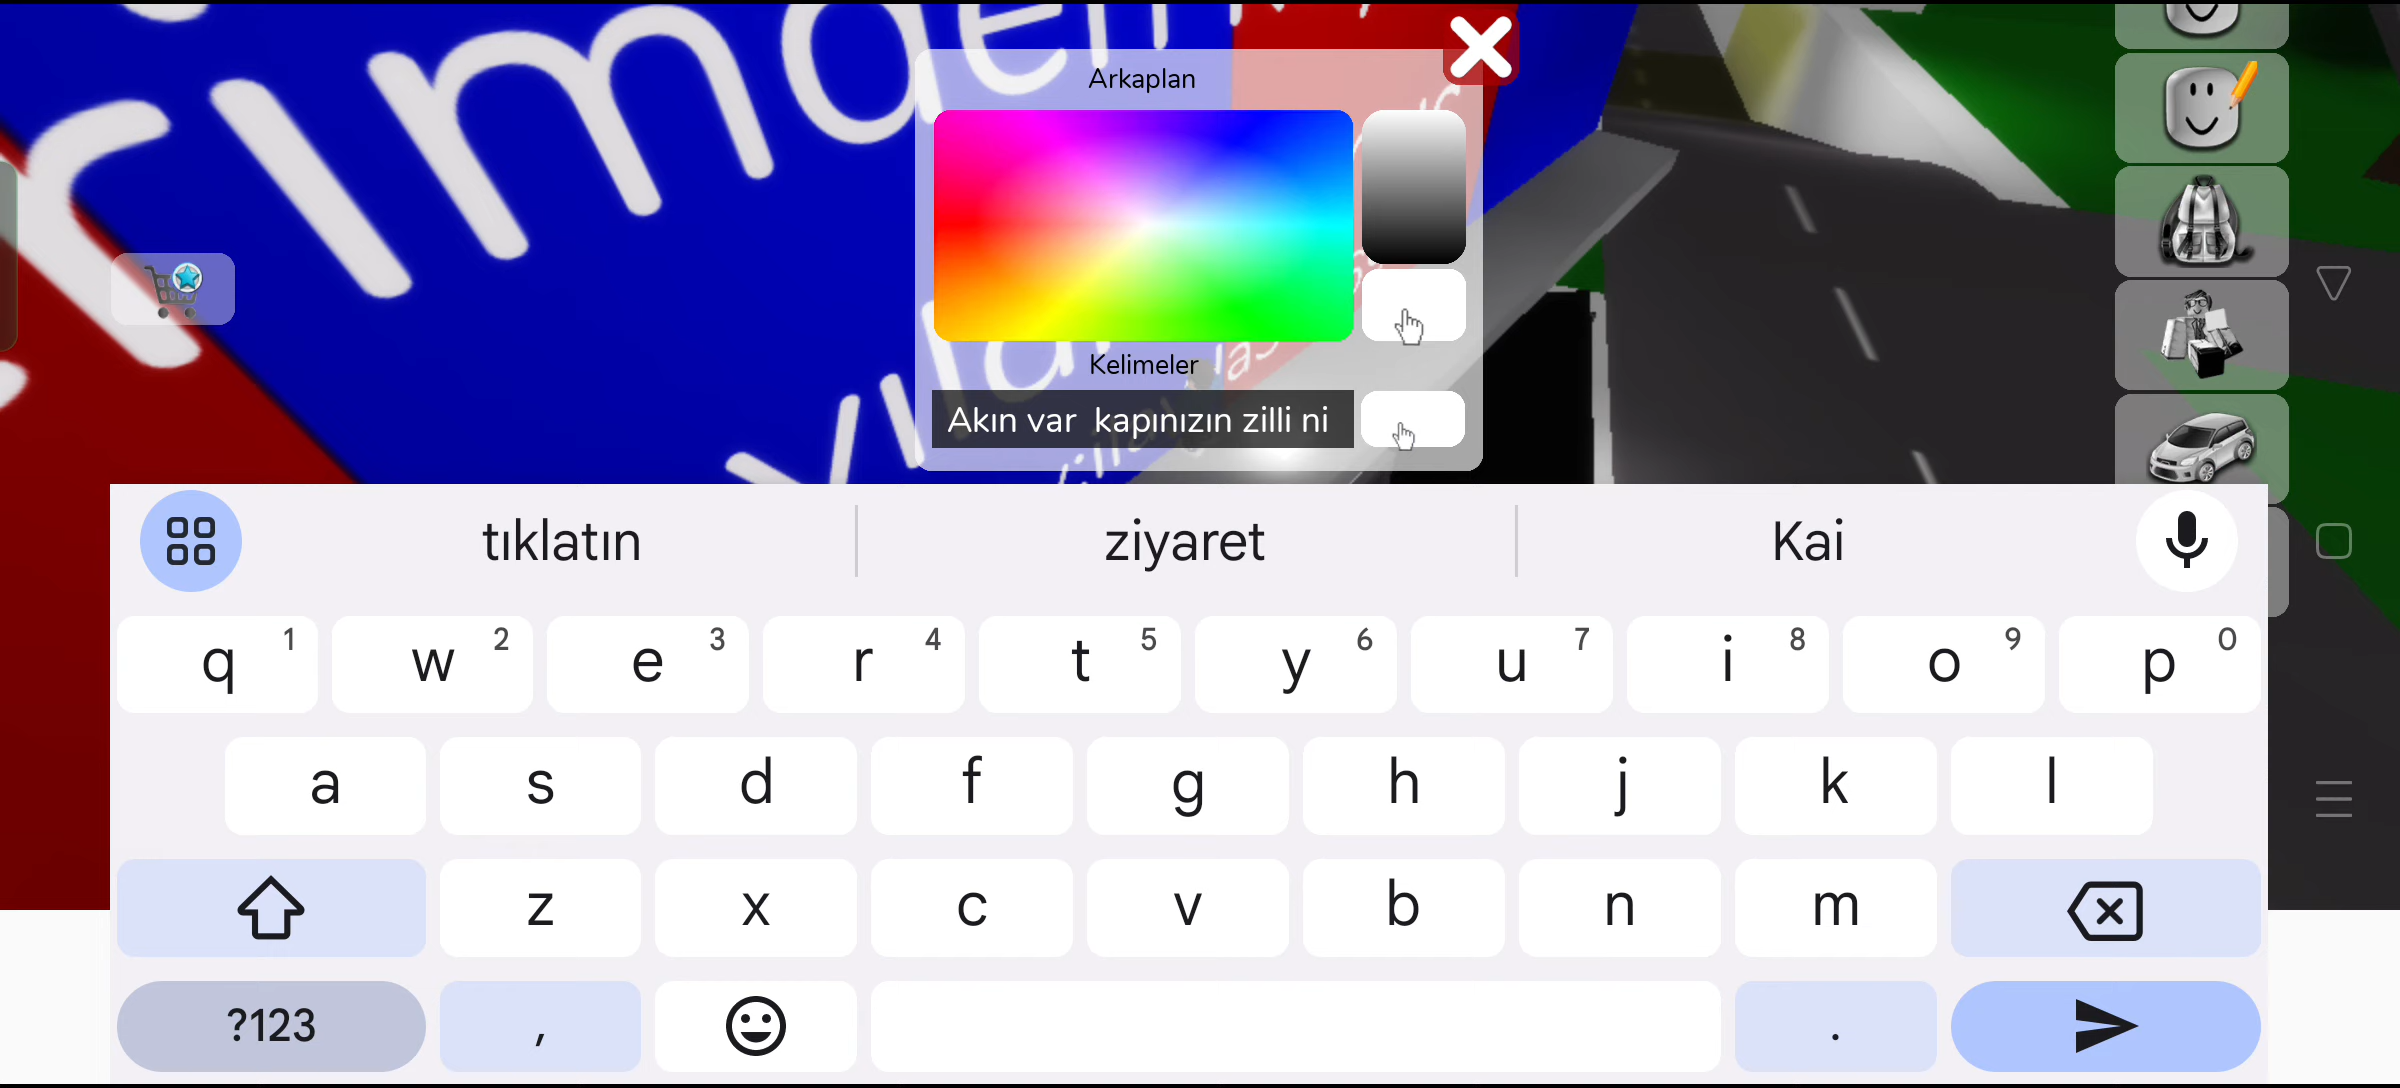 Arkaplan
Kelimeler
Akın var  kapınızın zilli ni
tıklatın
ziyaret
Kai
q 1 w 2 e 3 r 4 t 5 y 6 u 7 i 8 o 9 p 0
a s d f g h j k l
z x c v b n m
?123 , .